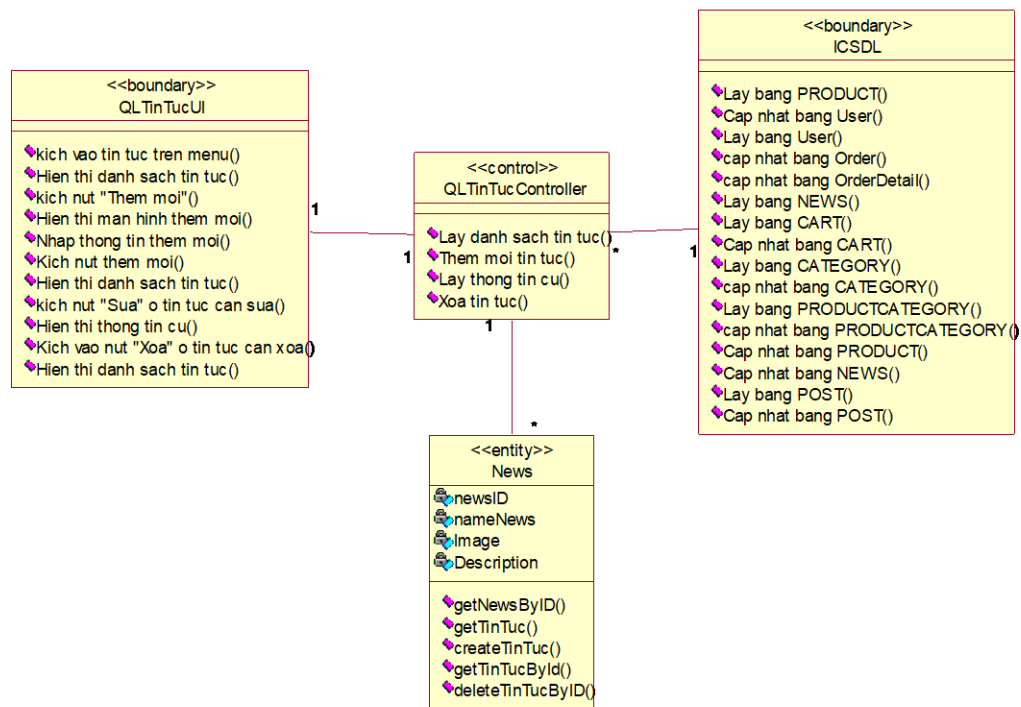 <<boundary>>
QLTinTucUI
kich vao tin tuc tren menu()
Hien thi danh sach tin tuc()
kich nut "Them moi"()
Hien thi man hinh them moi()
Nhap thong tin them moi()
Kich nut them moi()
Hien thi danh sach tin tuc()
kich nut "Sua" o tin tuc can sua()
Hien thi thong tin cu()
Kich vao nut "Xoa" o tin tuc can xoa()
Hien thi danh sach tin tuc()
1
1
<<control>>
QLTinTucController
Lay danh sach tin tuc()
Them moi tin tuc()
Lay thong tin cu()
Xoa tin tuc()
*
1
<<boundary>>
ICSDL
Lay bang PRODUCT()
Cap nhat bang User()
Lay bang User()
cap nhat bang Order()
cap nhat bang OrderDetail()
Lay bang NEWS()
Lay bang CART()
Cap nhat bang CART()
Lay bang CATEGORY()
cap nhat bang CATEGORY()
Lay bang PRODUCTCATEGORY()
cap nhat bang PRODUCTCATEGORY()
Cap nhat bang PRODUCT()
Cap nhat bang NEWS()
Lay bang POST()
Cap nhat bang POST()
1
*
<<entity>>
News
newsID
nameNews
Image
Description
getNewsByID()
getTinTuc()
createTinTuc()
getTinTucById()
deleteTinTucByID()